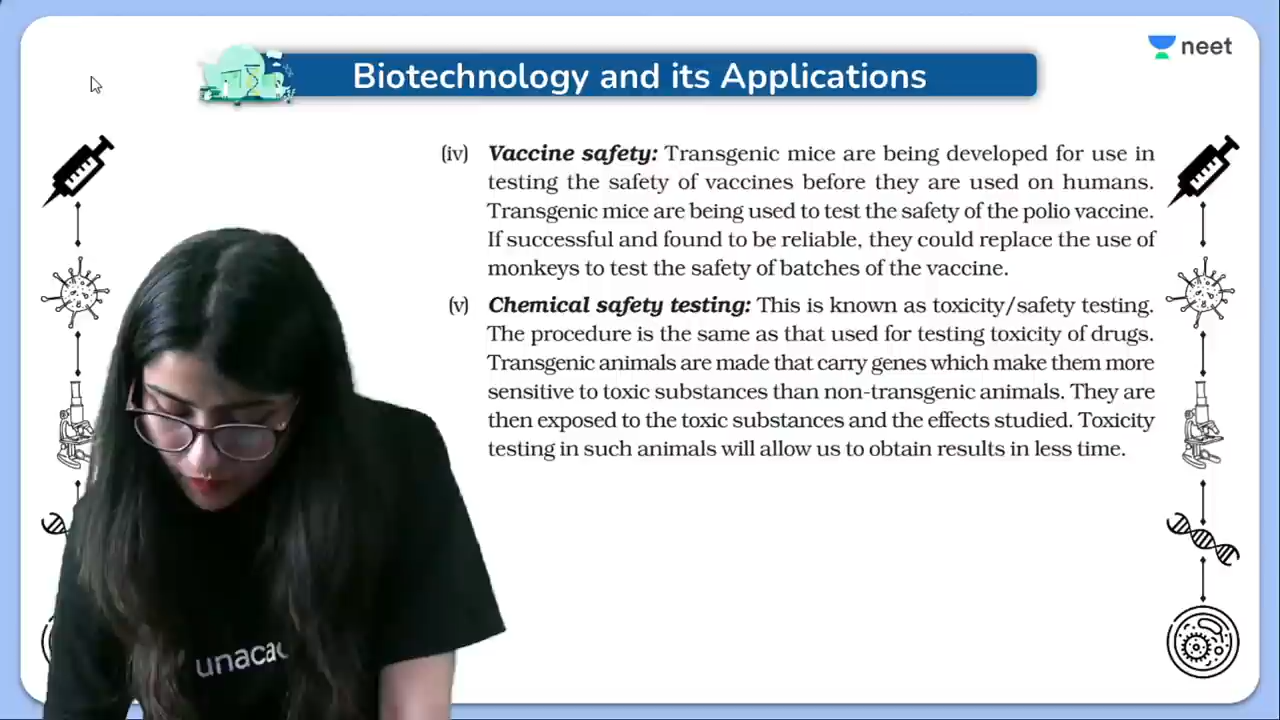 neet
Biotechnology and its Applications
(iv) Vaccine safety: Transgenic mice are being developed for use in
testing the safety of vaccines before they are used on humans.
Transgenic mice are being used to test the safety of the polio vaccine.
If successful and found to be reliable, they could replace the use of
monkeys to test the safety of batches of the vaccine.
(v) Chemical safety testing: This is known as toxicity/safety testing.
The procedure is the same as that used for testing toxicity of drugs.
Transgenic animals are made that carry genes which make them more
sensitive to toxic substances than non-transgenic animals. They are
then exposed to the toxic substances and the effects studied. Toxicity
testing in such animals will allow us to obtain results in less time.
unaca